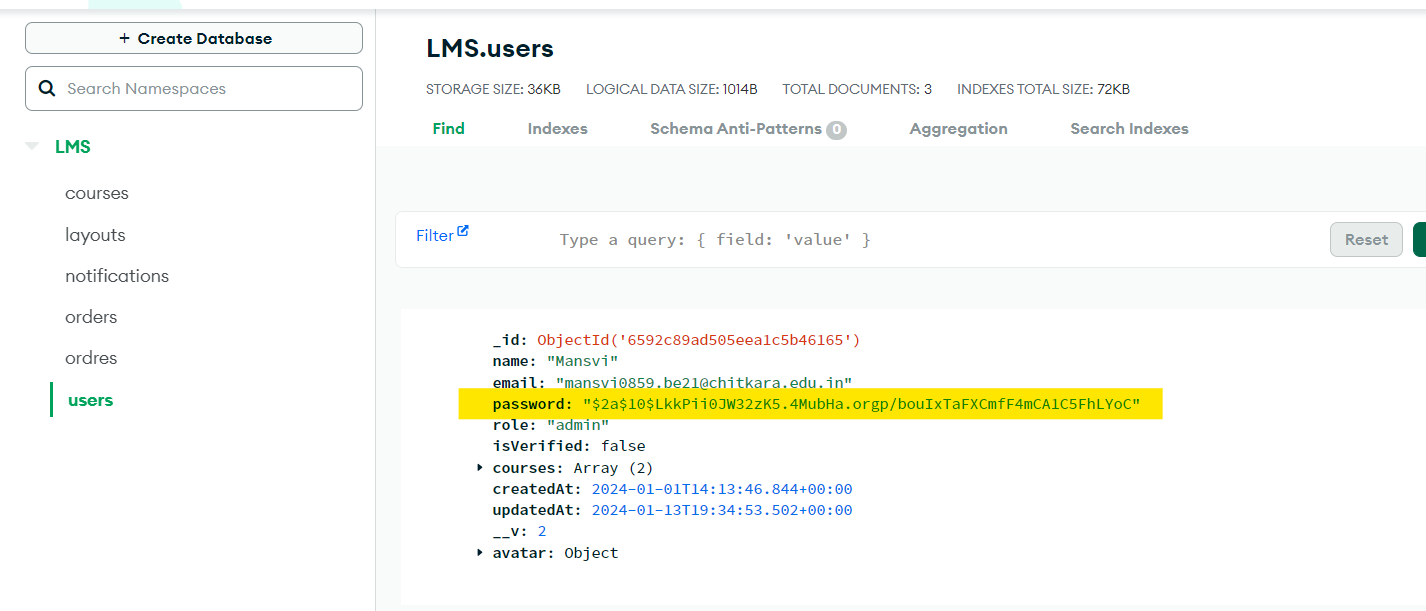 + Create Database
Search Namespaces
LMS
courses
layouts
notifications
orders
ordres
users
LMS.users
STORAGE SIZE: 36KB LOGICAL DATA SIZE: 1014B TOTAL DOCUMENTS: 3 INDEXES TOTAL SIZE: 72KB
Find Indexes Schema Anti-Patterns 0 Aggregation Search Indexes
Filter Type a query: { field: 'value' } Reset
_id: ObjectId('6592c89ad505eea1c5b46165')
name: "Mansvi"
email: "mansvi0859.be21@chitkara.edu.in"
password: "$2a$10$LkkPii0JW32zK5.4MubHa.orgp/bouIxTaFXCmfF4mCA1C5FhLYoC"
role: "admin"
isVerified: false
courses: Array (2)
createdAt: 2024-01-01T14:13:46.844+00:00
updatedAt: 2024-01-13T19:34:53.502+00:00
__v: 2
avatar: Object